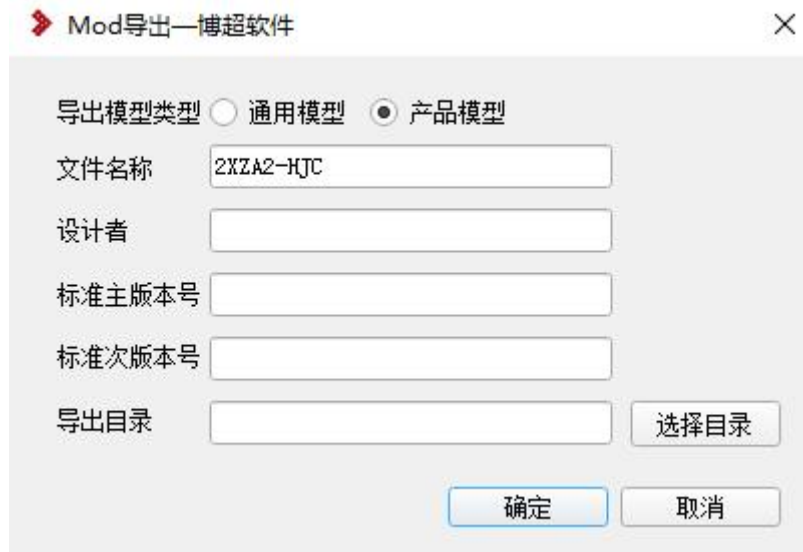 Mod导出—博超软件
导出模型类型 通用模型 产品模型
文件名称 2XZA2-HJC
设计者
标准主版本号
标准次版本号
导出目录 选择目录
确定 取消